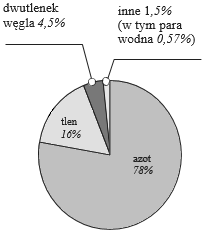 dwutlenek
węgla 4,5%
inne 1,5%
(w tym para
wodna 0,57%)
tlen
16%
azot
78%